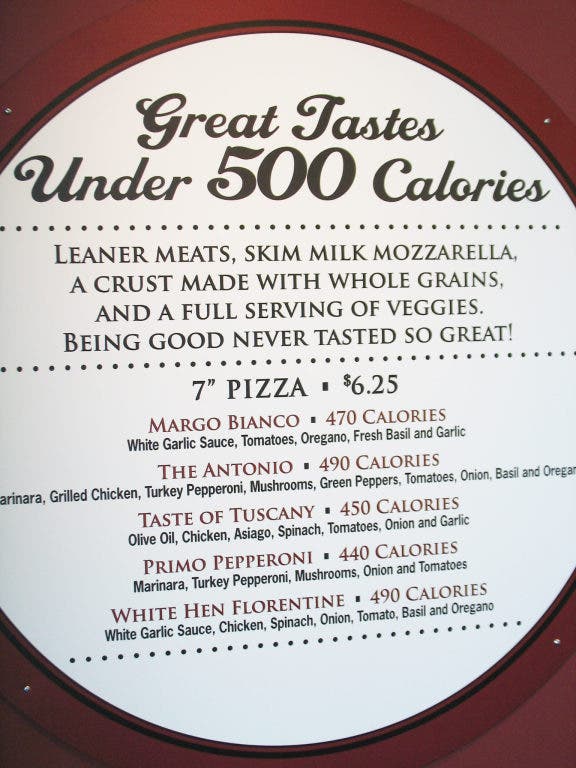 Great Tastes
Under 500 Calories
LEANER MEATS, SKIM MILK MOZZARELLA,
A CRUST MADE WITH WHOLE GRAINS,
AND A FULL SERVING OF VEGGIES.
BEING GOOD NEVER TASTED SO GREAT!
7" PIZZA ▪ $6.25
MARGO BIANCO ▪ 470 CALORIES
White Garlic Sauce, Tomatoes, Oregano, Fresh Basil and Garlic
THE ANTONIO ▪ 490 CALORIES
arinara, Grilled Chicken, Turkey Pepperoni, Mushrooms, Green Peppers, Tomatoes, Onion, Basil and Oregan
TASTE OF TUSCANY ▪ 450 CALORIES
Olive Oil, Chicken, Asiago, Spinach, Tomatoes, Onion and Garlic
PRIMO PEPPERONI ▪ 440 CALORIES
Marinara, Turkey Pepperoni, Mushrooms, Onion and Tomatoes
WHITE HEN FLORENTINE ▪ 490 CALORIES
White Garlic Sauce, Chicken, Spinach, Onion, Tomato, Basil and Oregano